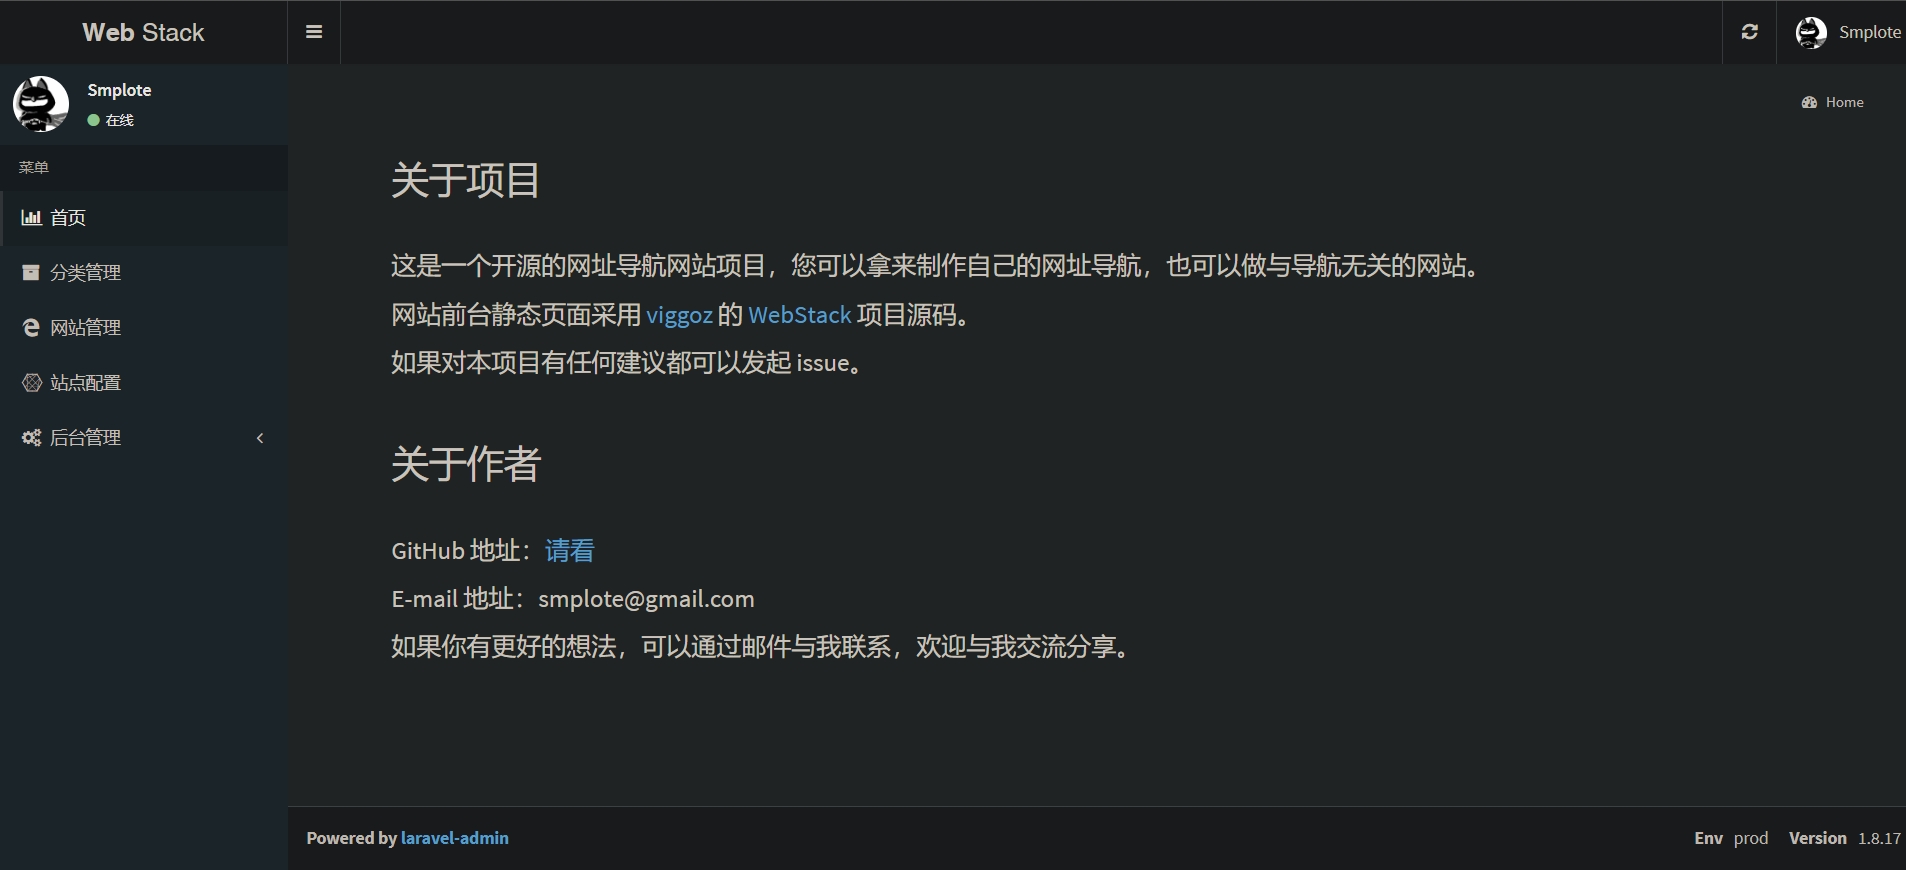 Web Stack
Smplote
Smplote
在线
Home
菜单
首页
分类管理
网站管理
站点配置
后台管理
关于项目
这是一个开源的网址导航网站项目，您可以拿来制作自己的网址导航，也可以做与导航无关的网站。
网站前台静态页面采用 viggoz 的 WebStack 项目源码。
如果对本项目有任何建议都可以发起 issue。
关于作者
GitHub 地址：请看
E-mail 地址：smplote@gmail.com
如果你有更好的想法，可以通过邮件与我联系，欢迎与我交流分享。
Powered by laravel-admin
Env prod Version 1.8.17